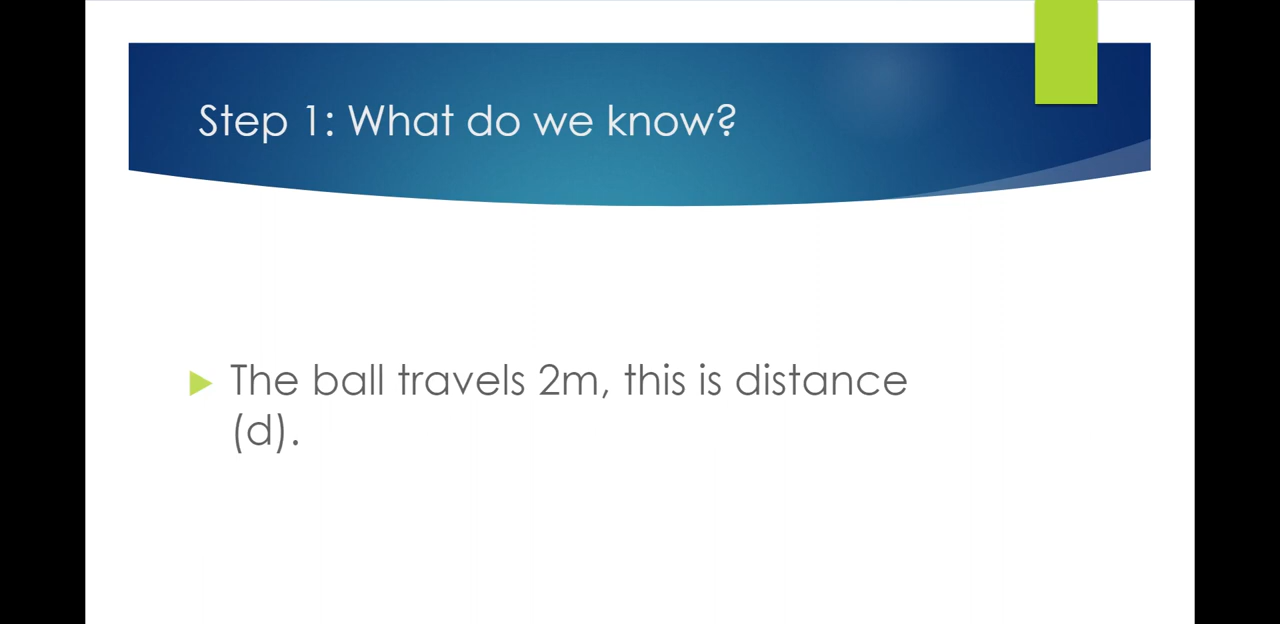 Step 1: What do we know?
The ball travels 2m, this is distance
(d).